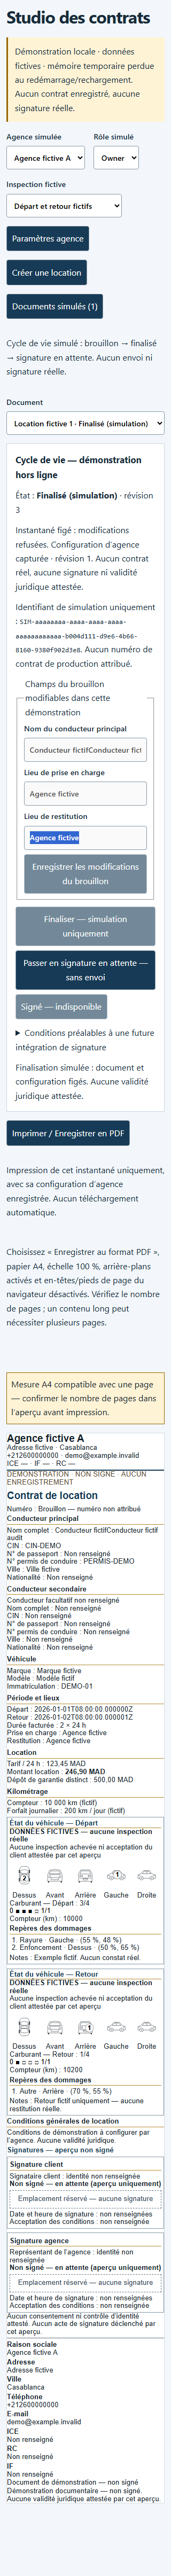 Studio des contrats
Démonstration locale · données
fictives · mémoire temporaire perdue
au redémarrage/rechargement.
Aucun contrat enregistré, aucune
signature réelle.
Agence simulée
Rôle simulé
Agence fictive A
Owner
Inspection fictive
Départ et retour fictifs
Paramètres agence
Créer une location
Documents simulés (1)
Cycle de vie simulé : brouillon → finalisé
→ signature en attente. Aucun envoi ni
signature réelle.
Document
Location fictive 1 · Finalisé (simulation)
Cycle de vie — démonstration
hors ligne
État : Finalisé (simulation) · révision
3
Instantané figé : modifications
refusées. Configuration d'agence
capturée · révision 1. Aucun contrat
réel, aucune signature ni validité
juridique attestée.
Identifiant de simulation uniquement
: SIM-aaaaaaaa-aaaa-aaaa-aaaa-
aaaaaaaaaaaa-b004d111-d9e6-4b66-
8160-9380f902d3e8. Aucun numéro de
contrat de production attribué.
Champs du brouillon
modifiables dans cette
démonstration
Nom du conducteur principal
Conducteur fictifConducteur fict
Lieu de prise en charge
Agence fictive
Lieu de restitution
Agence fictive
Enregistrer les modifications
du brouillon
Finaliser — simulation
uniquement
Passer en signature en attente —
sans envoi
Signé — indisponible
▶ Conditions préalables à une future
intégration de signature
Finalisation simulée : document et
configuration figés. Aucune validité
juridique attestée.
Imprimer / Enregistrer en PDF
Impression de cet instantané uniquement,
avec sa configuration d'agence
enregistrée. Aucun téléchargement
automatique.
Choisissez « Enregistrer au format PDF »,
papier A4, échelle 100 %, arrière-plans
activés et en-têtes/pieds de page du
navigateur désactivés. Vérifiez le nombre
de pages ; un contenu long peut
nécessiter plusieurs pages.
Mesure A4 compatible avec une page
— confirmer le nombre de pages dans
l'aperçu avant impression.
Agence fictive A
Adresse fictive · Casablanca
+212600000000 · demo@example.invalid
ICE — · IF — · RC —
DÉMONSTRATION · NON SIGNÉ · AUCUN
ENREGISTREMENT
Contrat de location
Numéro : Brouillon — numéro non attribué
Conducteur principal
Nom complet : Conducteur fictifConducteur fictif
audit
CIN : CIN-DEMO
N° de passeport : Non renseigné
N° permis de conduire : PERMIS-DEMO
Ville : Ville fictive
Nationalité : Non renseigné
Conducteur secondaire
Conducteur facultatif non renseigné
Nom complet : Non renseigné
CIN : Non renseigné
N° de passeport : Non renseigné
N° permis de conduire : Non renseigné
Ville : Non renseigné
Nationalité : Non renseigné
Véhicule
Marque : Marque fictive
Modèle : Modèle fictif
Immatriculation : DEMO-01
Période et lieux
Départ : 2026-01-01T08:00:00.000000Z
Retour : 2026-01-02T08:00:00.000001Z
Durée facturée : 2 × 24 h
Prise en charge : Agence fictive
Restitution : Agence fictive
Location
Tarif / 24 h : 123,45 MAD
Montant location : 246,90 MAD
Dépôt de garantie distinct : 500,00 MAD
Kilométrage
Compteur : 10 000 km (fictif)
Forfait journalier : 200 km / jour (fictif)
État du véhicule — Départ
DONNÉES FICTIVES — aucune inspection
réelle
Aucune inspection achevée ni acceptation du
client attestée par cet aperçu
2
1
Dessus Avant Arrière Gauche Droite
Carburant — Départ : 3/4
0 ■ ■ ■ □ 1/1
Compteur (km) : 10000
Repères des dommages
1. Rayure · Gauche · (55 %, 48 %)
2. Enfoncement · Dessus · (50 %, 65 %)
Notes : Exemple fictif. Aucun constat réel.
État du véhicule — Retour
DONNÉES FICTIVES — aucune inspection
réelle
Aucune inspection achevée ni acceptation du
client attestée par cet aperçu
1
Dessus Avant Arrière Gauche Droite
Carburant — Retour : 1/4
0 ■ □ □ □ 1/1
Compteur (km) : 10200
Repères des dommages
1. Autre · Arrière · (70 %, 55 %)
Notes : Retour fictif uniquement — aucune
restitution réelle.
Conditions générales de location
Conditions de démonstration à configurer par
l'agence. Aucune validité juridique.
Signatures — aperçu non signé
Signature client
Signataire client : identité non renseignée
Non signé — en attente (aperçu uniquement)
Emplacement réservé — aucune signature
Date et heure de signature : non renseignées
Acceptation des conditions : non renseignée
Signature agence
Représentant de l'agence : identité non
renseignée
Non signé — en attente (aperçu uniquement)
Emplacement réservé — aucune signature
Date et heure de signature : non renseignées
Acceptation des conditions : non renseignée
Aucun consentement ni contrôle d'identité
attesté. Aucun acte de signature déclenché par
cet aperçu.
Raison sociale
Agence fictive A
Adresse
Adresse fictive
Ville
Casablanca
Téléphone
+212600000000
E-mail
demo@example.invalid
ICE
Non renseigné
RC
Non renseigné
IF
Non renseigné
Document de démonstration — non signé
Démonstration documentaire — non signé.
Aucune validité juridique attestée par cet aperçu.